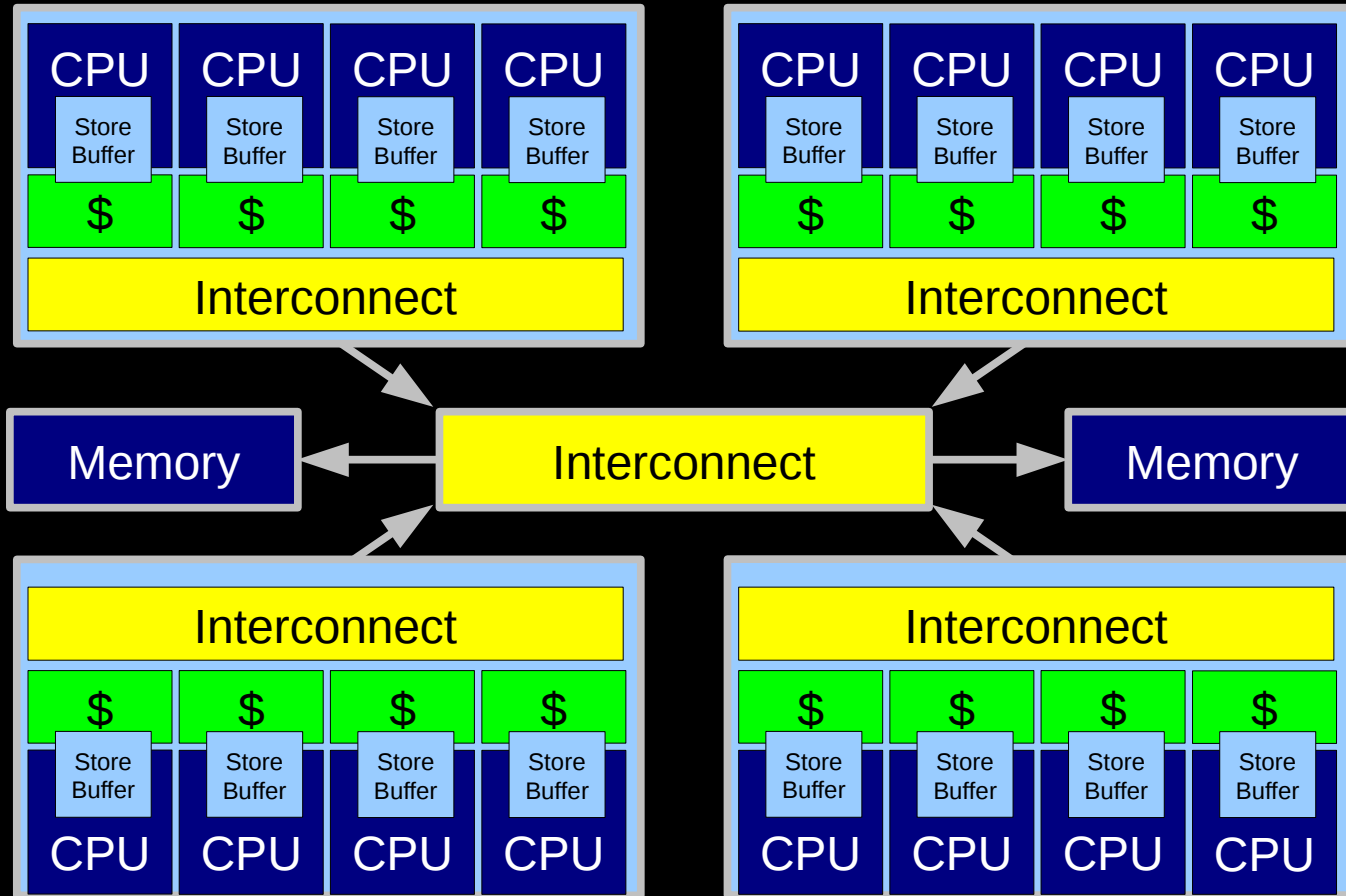 CPU CPU CPU CPU CPU CPU CPU CPU
Store Store Store Store Store Store Store Store
Buffer Buffer Buffer Buffer Buffer Buffer Buffer Buffer
$ $ $ $ $ $ $ $
Interconnect Interconnect
Memory Interconnect Memory
Interconnect Interconnect
$ $ $ $ $ $ $ $
Store Store Store Store Store Store Store Store
Buffer Buffer Buffer Buffer Buffer Buffer Buffer Buffer
CPU CPU CPU CPU CPU CPU CPU CPU